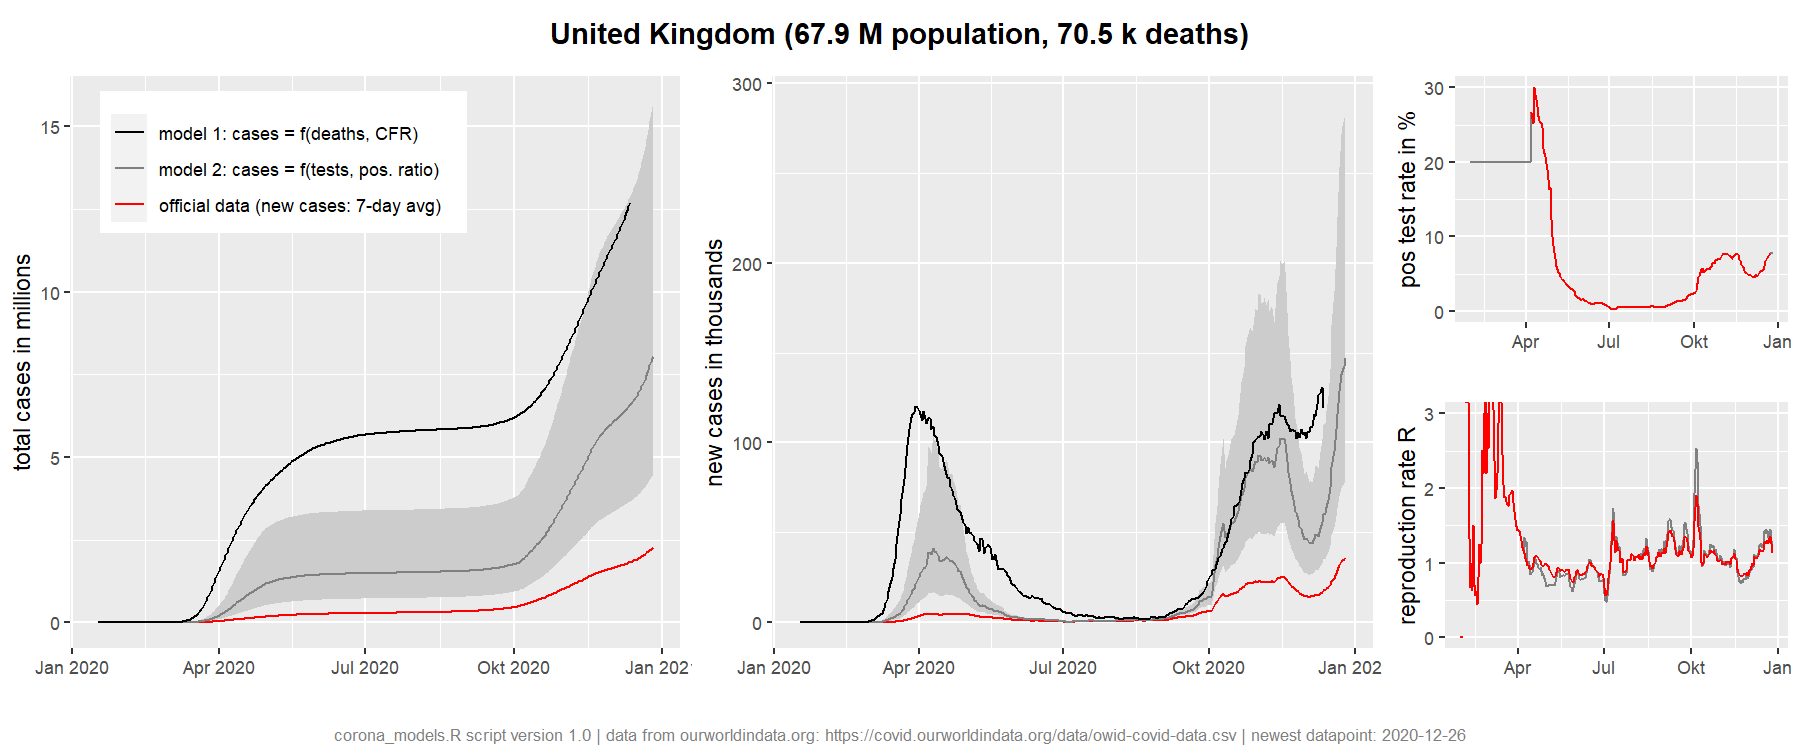 United Kingdom (67.9 M population, 70.5 k deaths)
total cases in millions
15
10
5
0
model 1: cases = f(deaths, CFR)
model 2: cases = f(tests, pos. ratio)
official data (new cases: 7-day avg)
Jan 2020
Apr 2020
Jul 2020
Okt 2020
Jan 202
new cases in thousands
300
200
100
0
Jan 2020
Apr 2020
Jul 2020
Okt 2020
Jan 202
pos test rate in %
30
20
10
0
Apr
Jul
Okt
Jan
reproduction rate R
3
2
1
0
Apr
Jul
Okt
Jan
corona_models.R script version 1.0 | data from ourworldindata.org: https://covid.ourworldindata.org/data/owid-covid-data.csv | newest datapoint: 2020-12-26